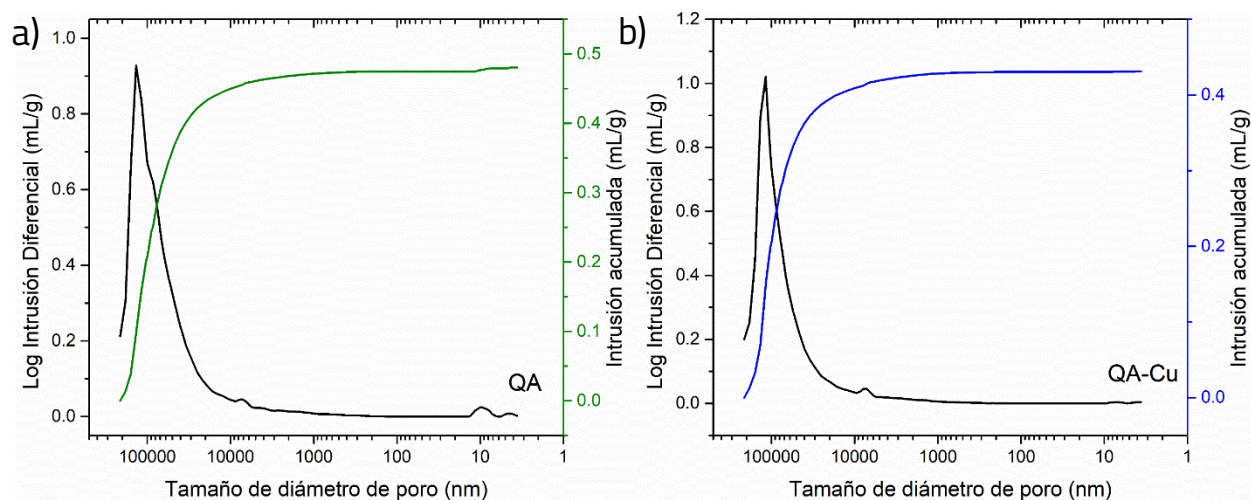 a)
1.0
0.8
0.6
0.4
0.2
0.0
Log Intrusión Diferencial (mL/g)
0.5
0.4
0.3
0.2
0.1
0.0
Intrusión acumulada (mL/g)
QA
100000 10000 1000 100 10 1
Tamaño de diámetro de poro (nm)
b)
1.2
1.0
0.8
0.6
0.4
0.2
0.0
Log Intrusión Diferencial (mL/g)
0.4
0.2
0.0
Intrusión acumulada (mL/g)
QA-Cu
100000 10000 1000 100 10 1
Tamaño de diámetro de poro (nm)